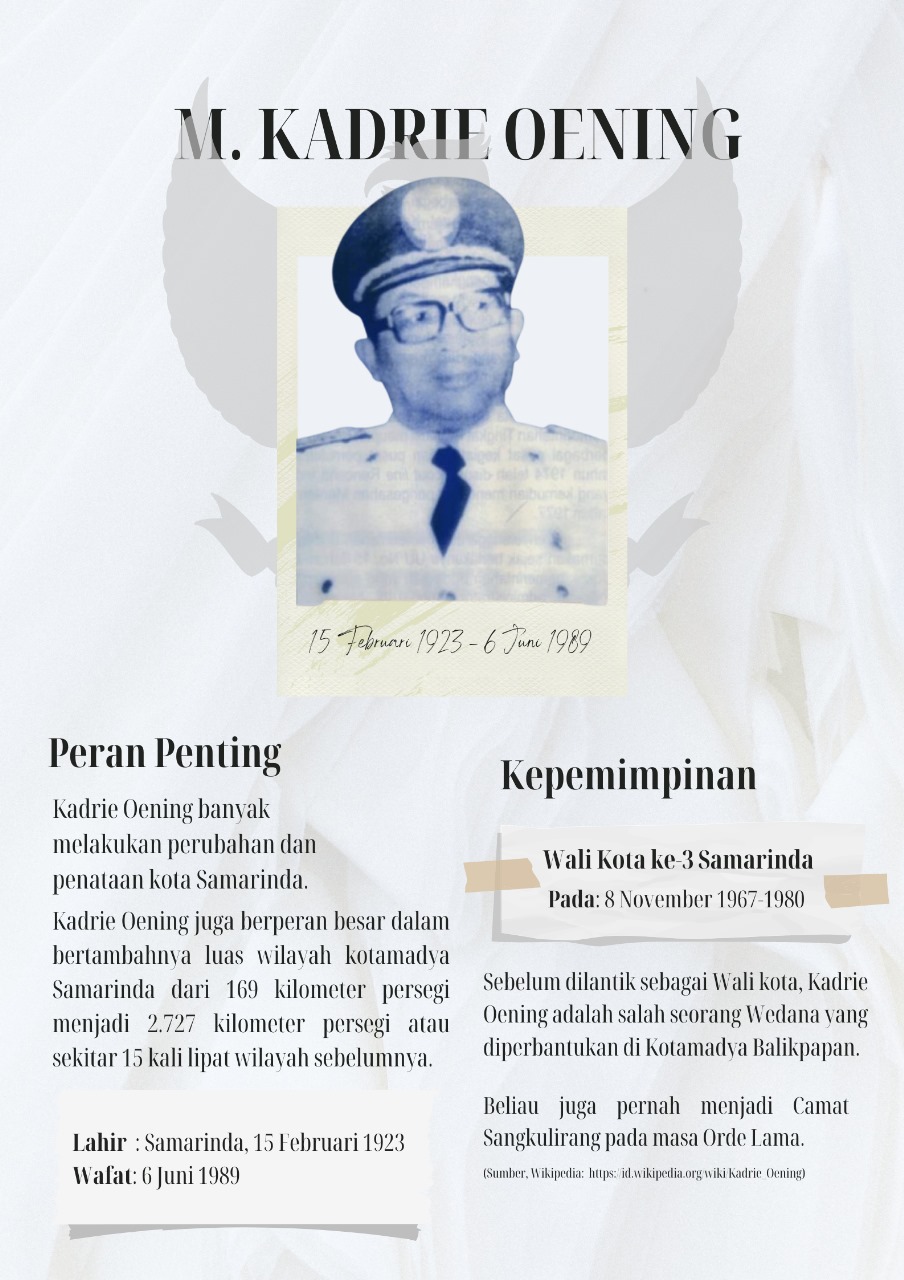 M. KADRIE OENING
15 Februari 1923 - 6 Juni 1989
Peran Penting
Kadrie Oening banyak
melakukan perubahan dan
penataan kota Samarinda.
Kadrie Oening juga berperan besar dalam
bertambahnya luas wilayah kotamadya
Samarinda dari 169 kilometer persegi
menjadi 2.727 kilometer persegi atau
sekitar 15 kali lipat wilayah sebelumnya.
Lahir : Samarinda, 15 Februari 1923
Wafat: 6 Juni 1989
Kepemimpinan
Wali Kota ke-3 Samarinda
Pada: 8 November 1967-1980
Sebelum dilantik sebagai Wali kota, Kadrie
Oening adalah salah seorang Wedana yang
diperbantukan di Kotamadya Balikpapan.
Beliau juga pernah menjadi Camat
Sangkulirang pada masa Orde Lama.
(Sumber, Wikipedia: https://id.wikipedia.org/wiki/Kadrie_Oening)